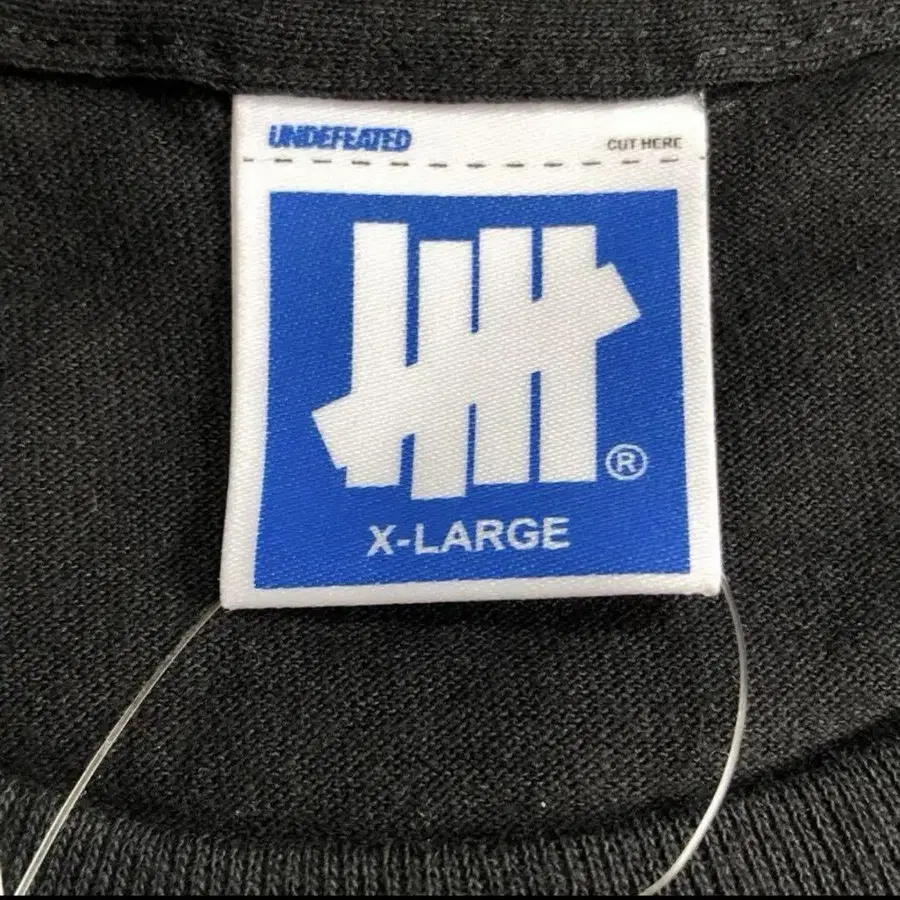 UNDEFEATED CUT HERE
®
X-LARGE